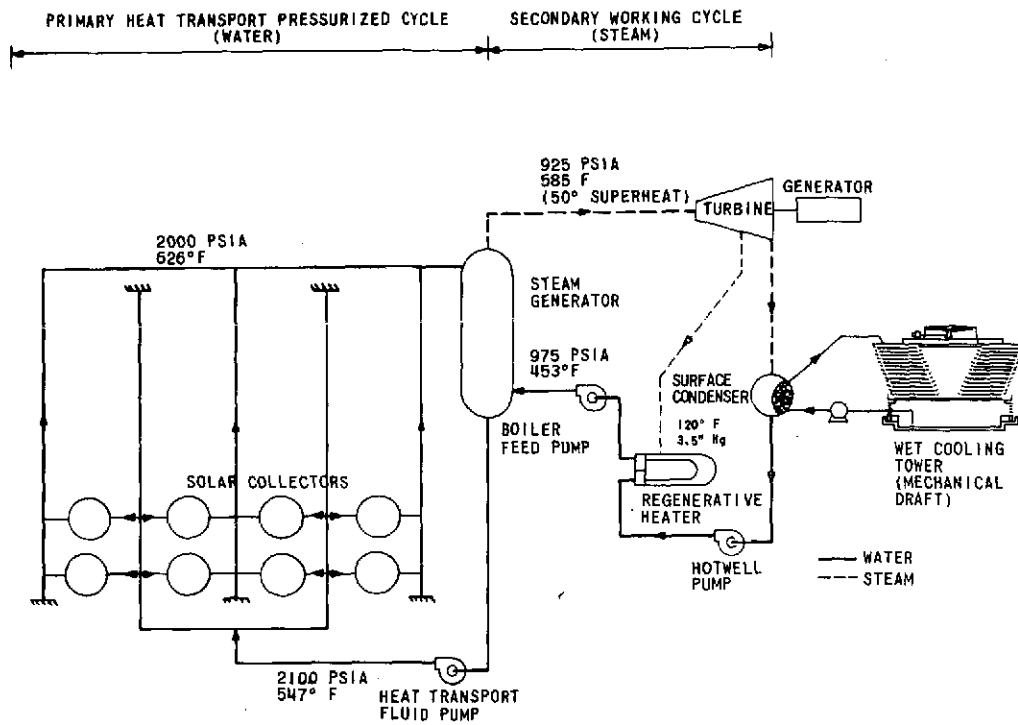 PRIMARY HEAT TRANSPORT PRESSURIZED CYCLE
(WATER)
SECONDARY WORKING CYCLE
(STEAM)
925 PSIA
585 F
(50° SUPERHEAT)
TURBINE
GENERATOR
2000 PSIA
626°F
STEAM
GENERATOR
975 PSIA
453°F
SURFACE
CONDENSER
120° F
3.5" Hg
BOILER
FEED PUMP
WET COOLING
TOWER
(MECHANICAL
DRAFT)
SOLAR COLLECTORS
REGENERATIVE
HEATER
HOTWELL
PUMP
WATER
STEAM
2100 PSIA
547° F
HEAT TRANSPORT
FLUID PUMP